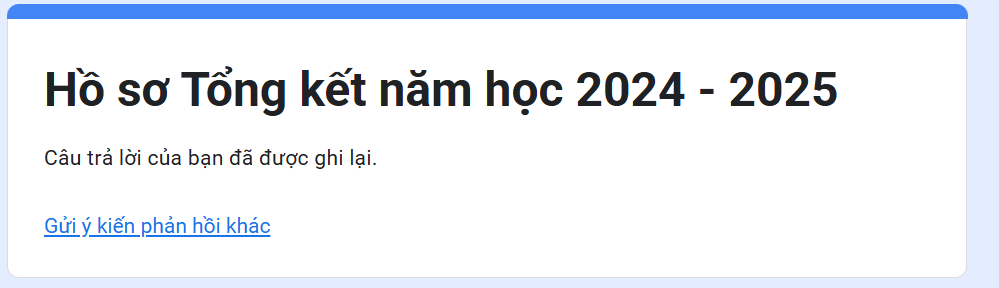 Hồ sơ Tổng kết năm học 2024 - 2025
Câu trả lời của bạn đã được ghi lại.
Gửi ý kiến phản hồi khác